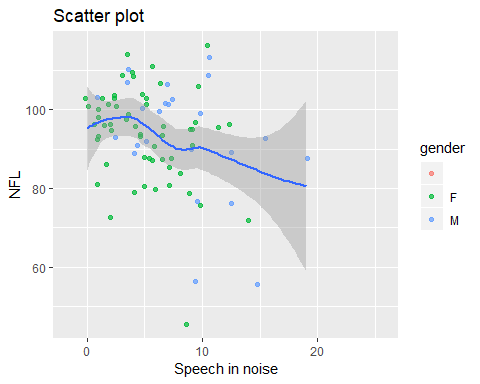 Scatter plot
NFL
100
80
60
0
10
20
Speech in noise
gender
F
M